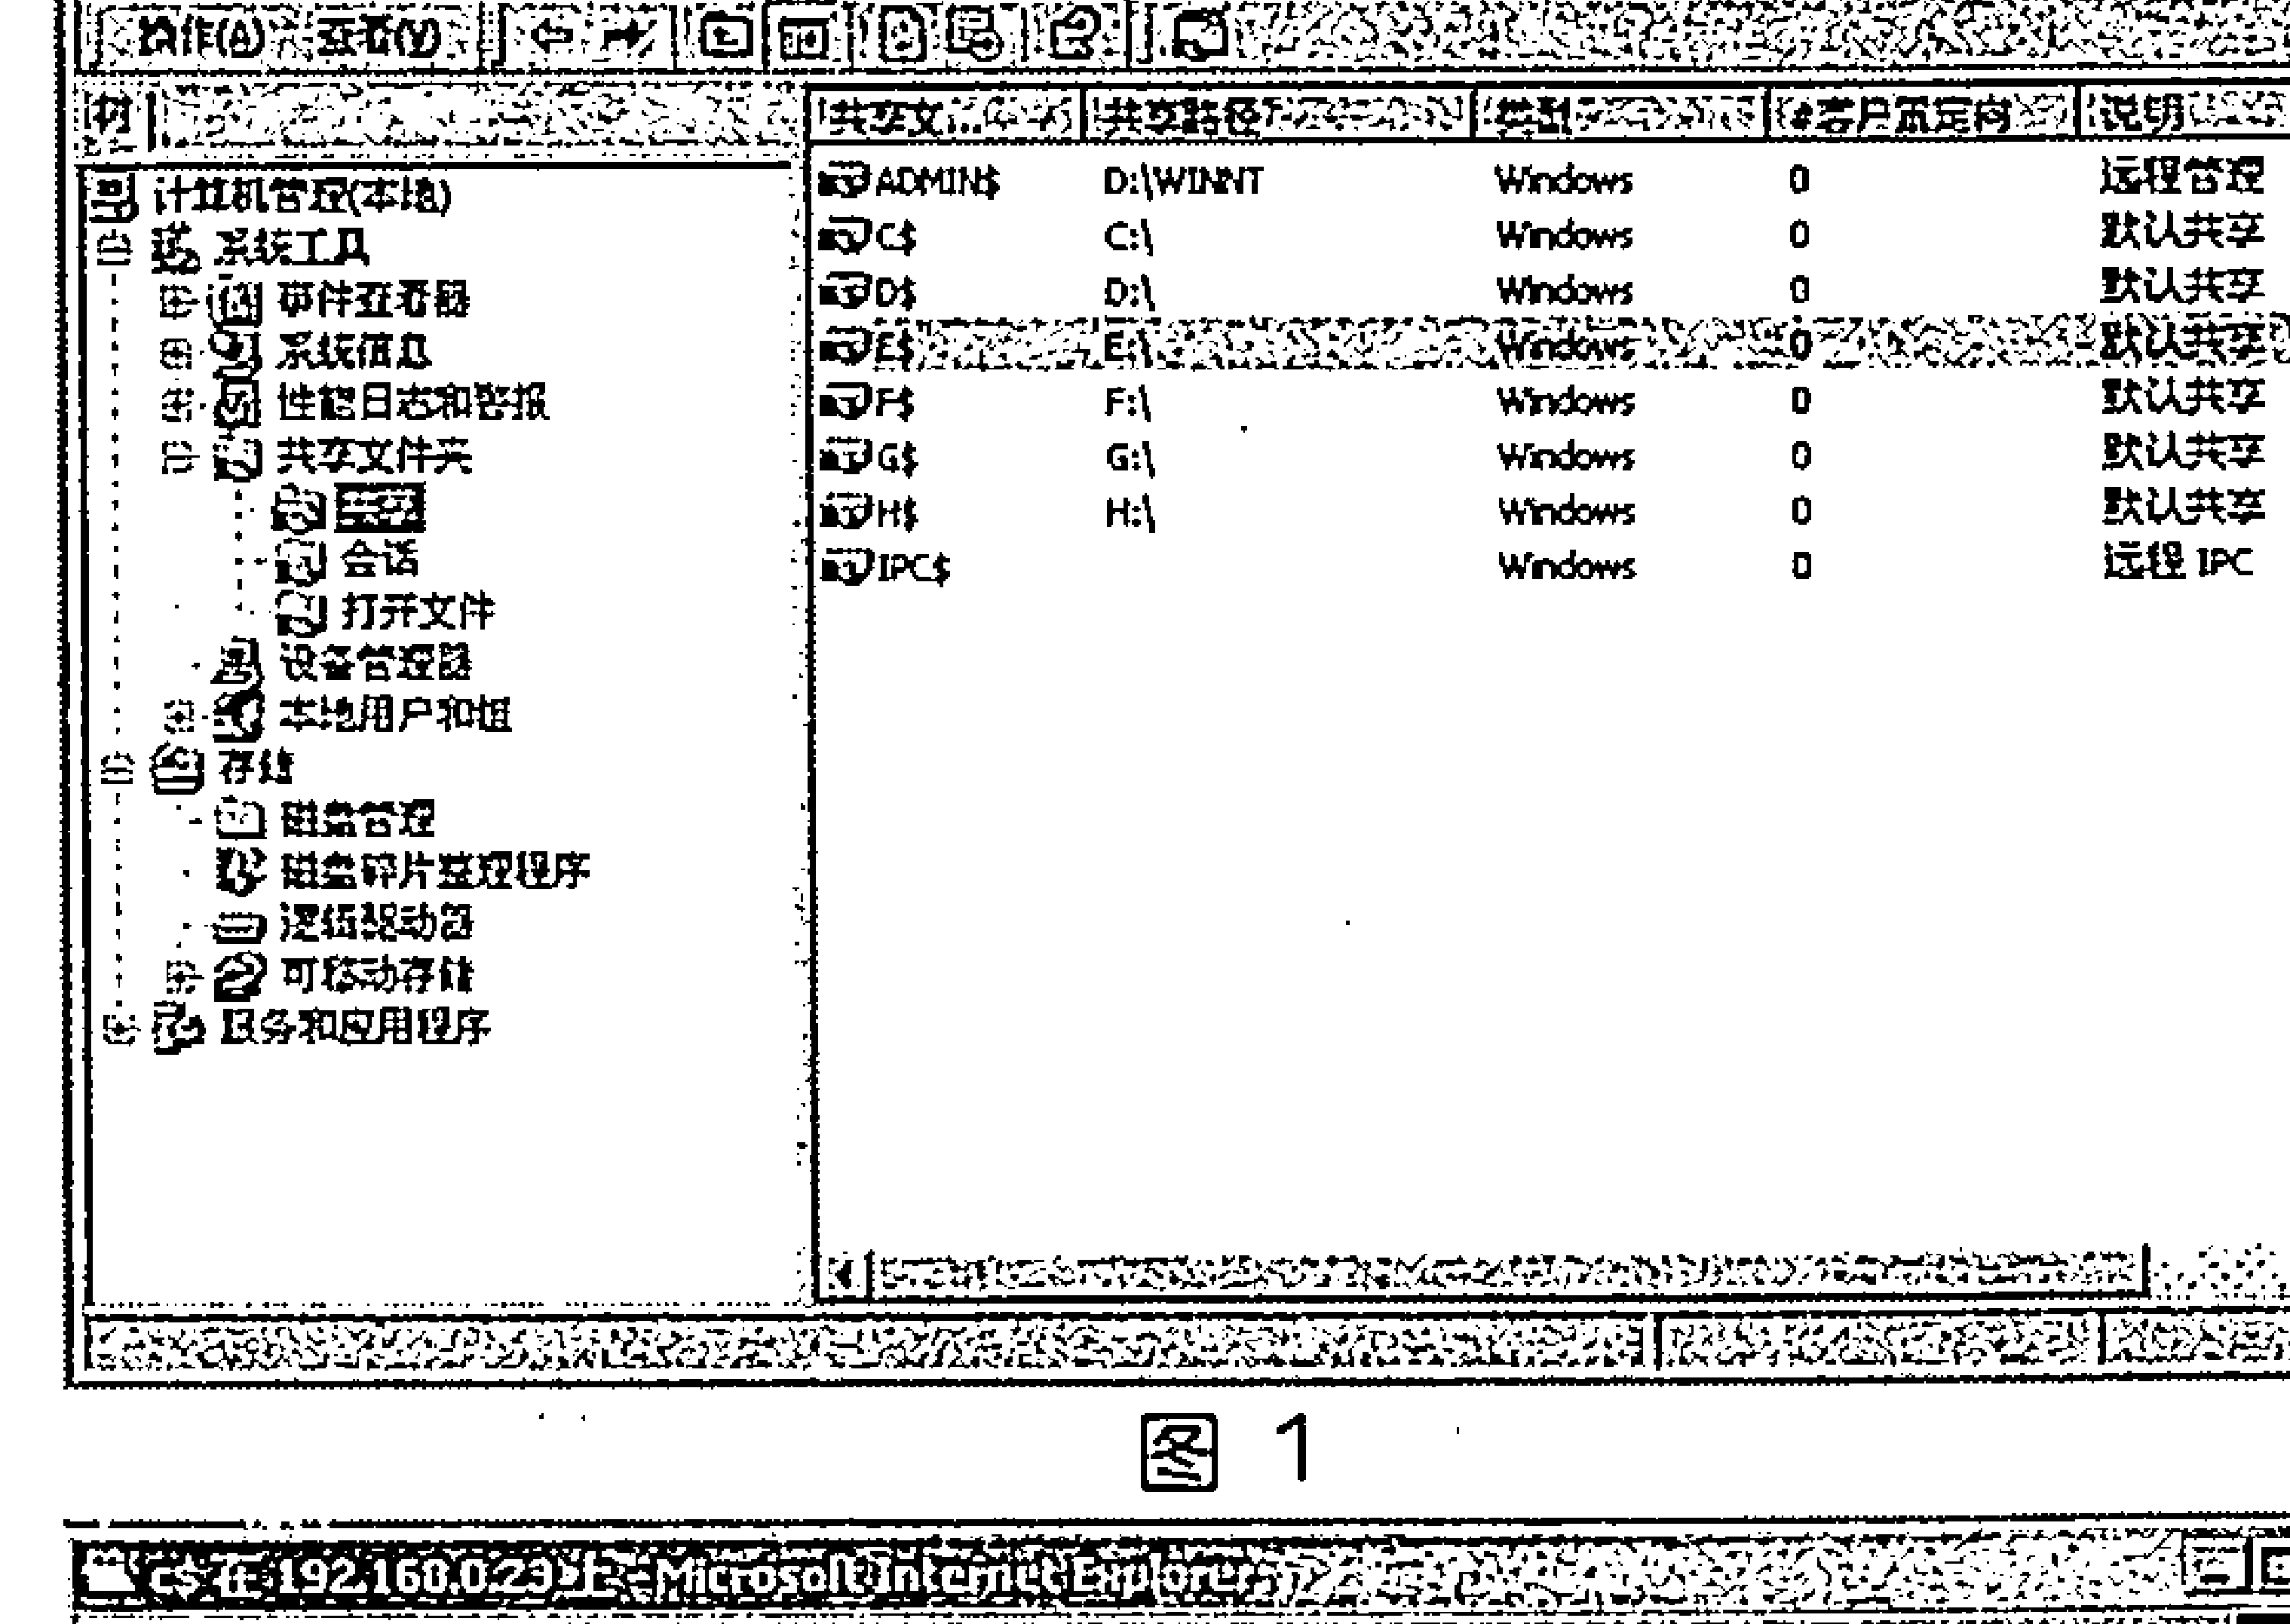 操作(A) 查看(V)
树
共享文... 共享路径 类型 #客户重定向 说明
计算机管理(本地)
系统工具
事件查看器
系统信息
性能日志和警报
共享文件夹
共享
会话
打开文件
设备管理器
本地用户和组
存储
磁盘管理
磁盘碎片整理程序
逻辑驱动器
可移动存储
服务和应用程序
ADMIN$ D:\WINNT Windows 0 远程管理
C$ C:\ Windows 0 默认共享
D$ D:\ Windows 0 默认共享
E$ E:\ Windows 0 默认共享
F$ F:\ Windows 0 默认共享
G$ G:\ Windows 0 默认共享
H$ H:\ Windows 0 默认共享
IPC$ Windows 0 远程 IPC
图 1
C$ 在 192.160.0.29 上 - Microsoft Internet Explorer